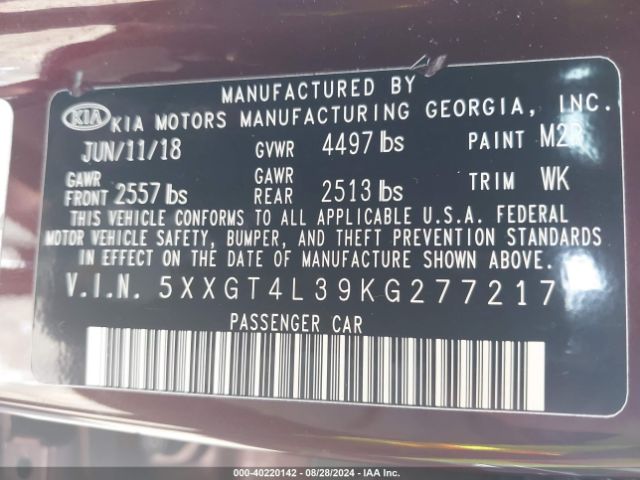 MANUFACTURED BY
KIA KIA MOTORS MANUFACTURING GEORGIA, INC.
JUN/11/18 GVWR 4497 lbs PAINT M2R
GAWR FRONT 2557 lbs GAWR REAR 2513 lbs TRIM WK
THIS VEHICLE CONFORMS TO ALL APPLICABLE U.S.A. FEDERAL
MOTOR VEHICLE SAFETY, BUMPER, AND THEFT PREVENTION STANDARDS
IN EFFECT ON THE DATE OF MANUFACTURE SHOWN ABOVE.
V.I.N. 5XXGT4L39KG277217
PASSENGER CAR
000-40220142 - 08/28/2024 - IAA Inc.